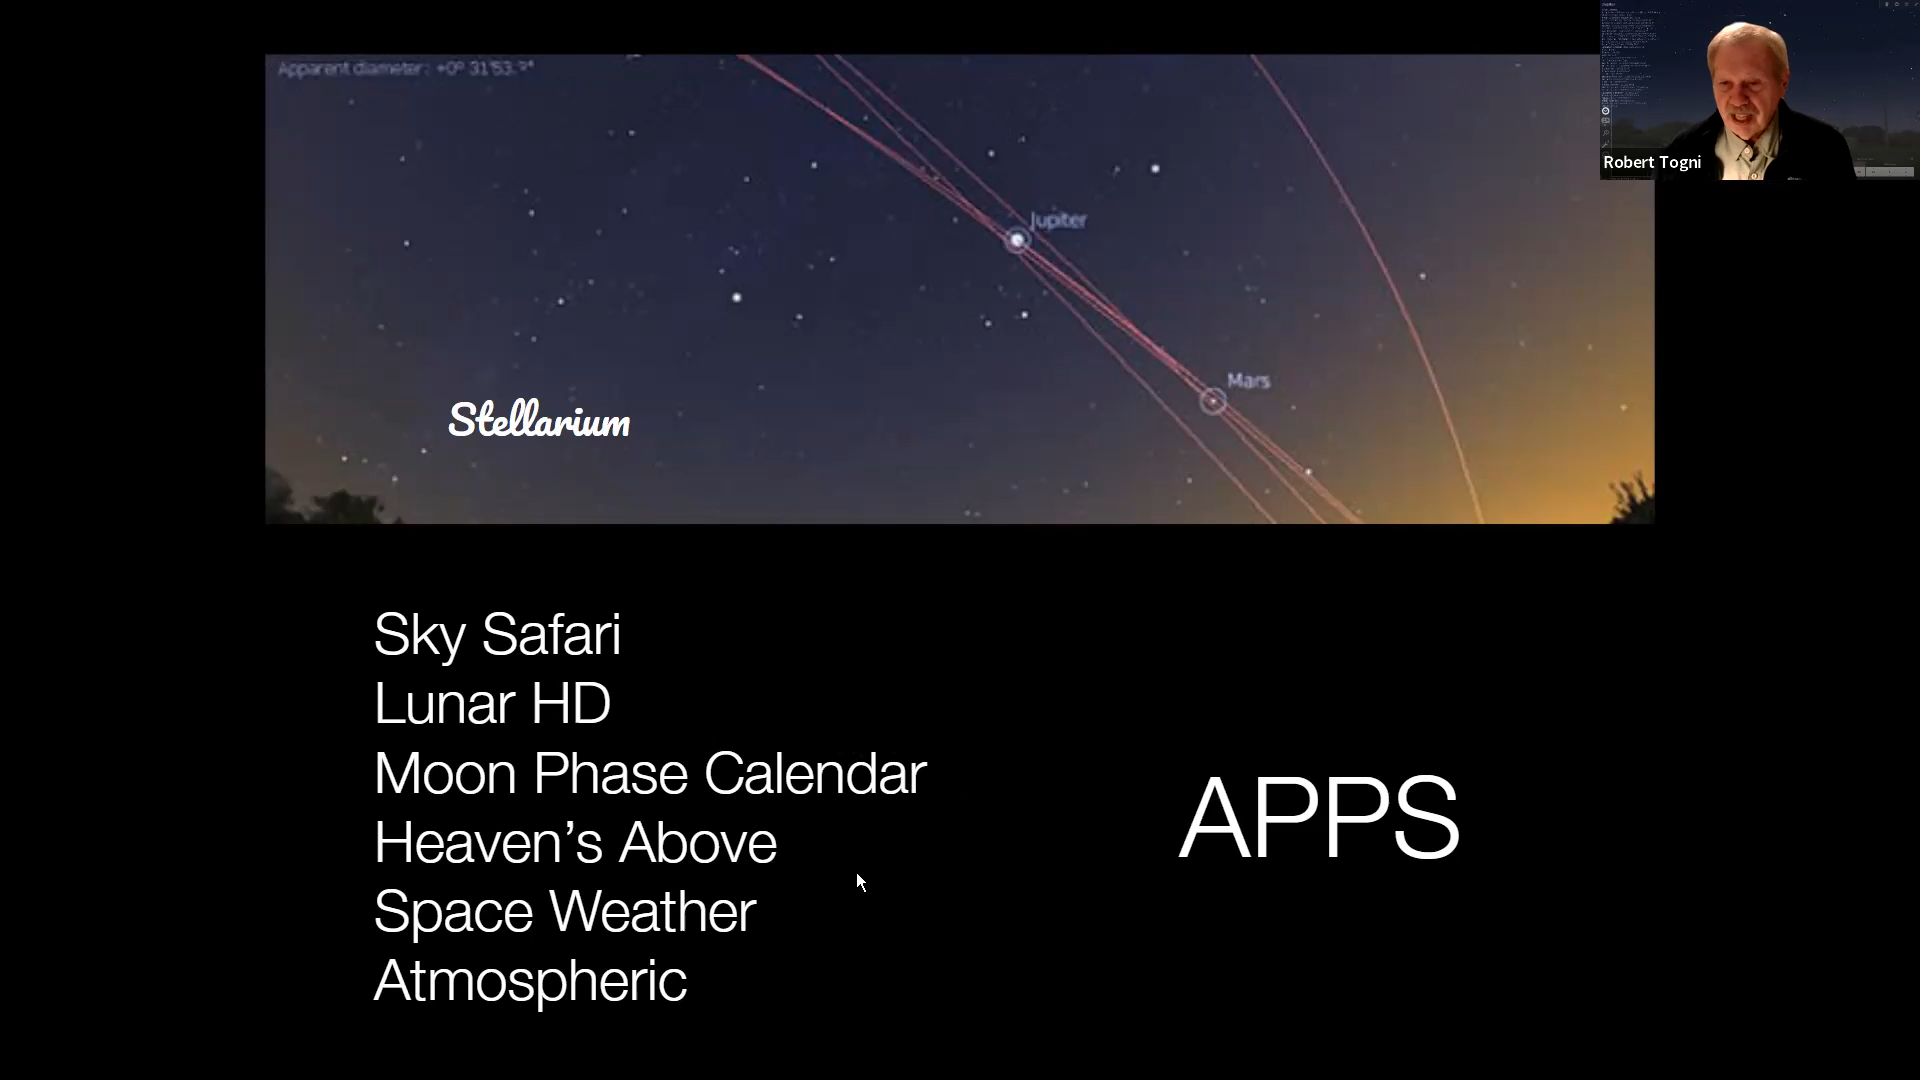 Apparent diameter: +0° 31'53.
Jupiter
Mars
Stellarium
Robert Togni
Sky Safari
Lunar HD
Moon Phase Calendar
Heaven’s Above
Space Weather
Atmospheric
APPS